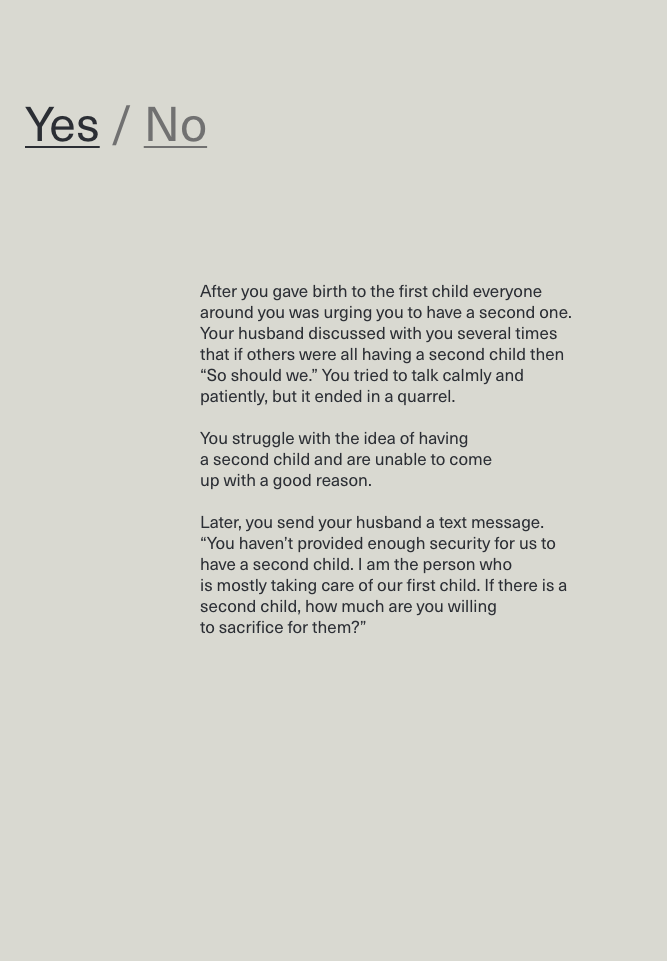 Yes / No
After you gave birth to the first child everyone
around you was urging you to have a second one.
Your husband discussed with you several times
that if others were all having a second child then
“So should we.” You tried to talk calmly and
patiently, but it ended in a quarrel.
You struggle with the idea of having
a second child and are unable to come
up with a good reason.
Later, you send your husband a text message.
“You haven’t provided enough security for us to
have a second child. I am the person who
is mostly taking care of our first child. If there is a
second child, how much are you willing
to sacrifice for them?”